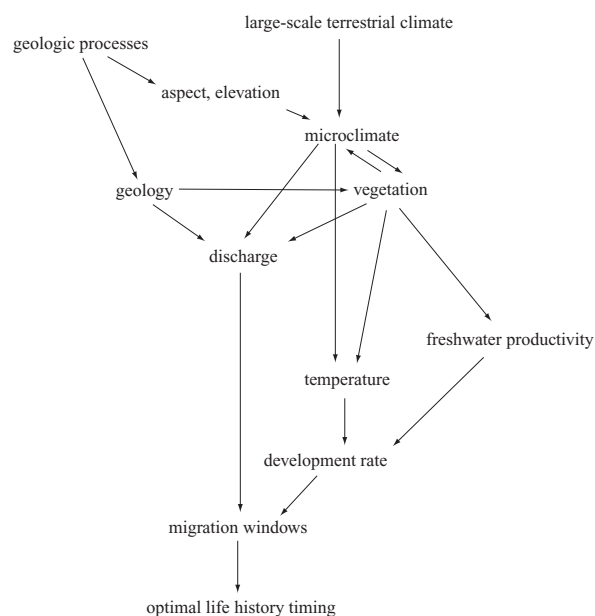 large-scale terrestrial climate
geologic processes
aspect, elevation
microclimate
geology
vegetation
discharge
freshwater productivity
temperature
development rate
migration windows
optimal life history timing